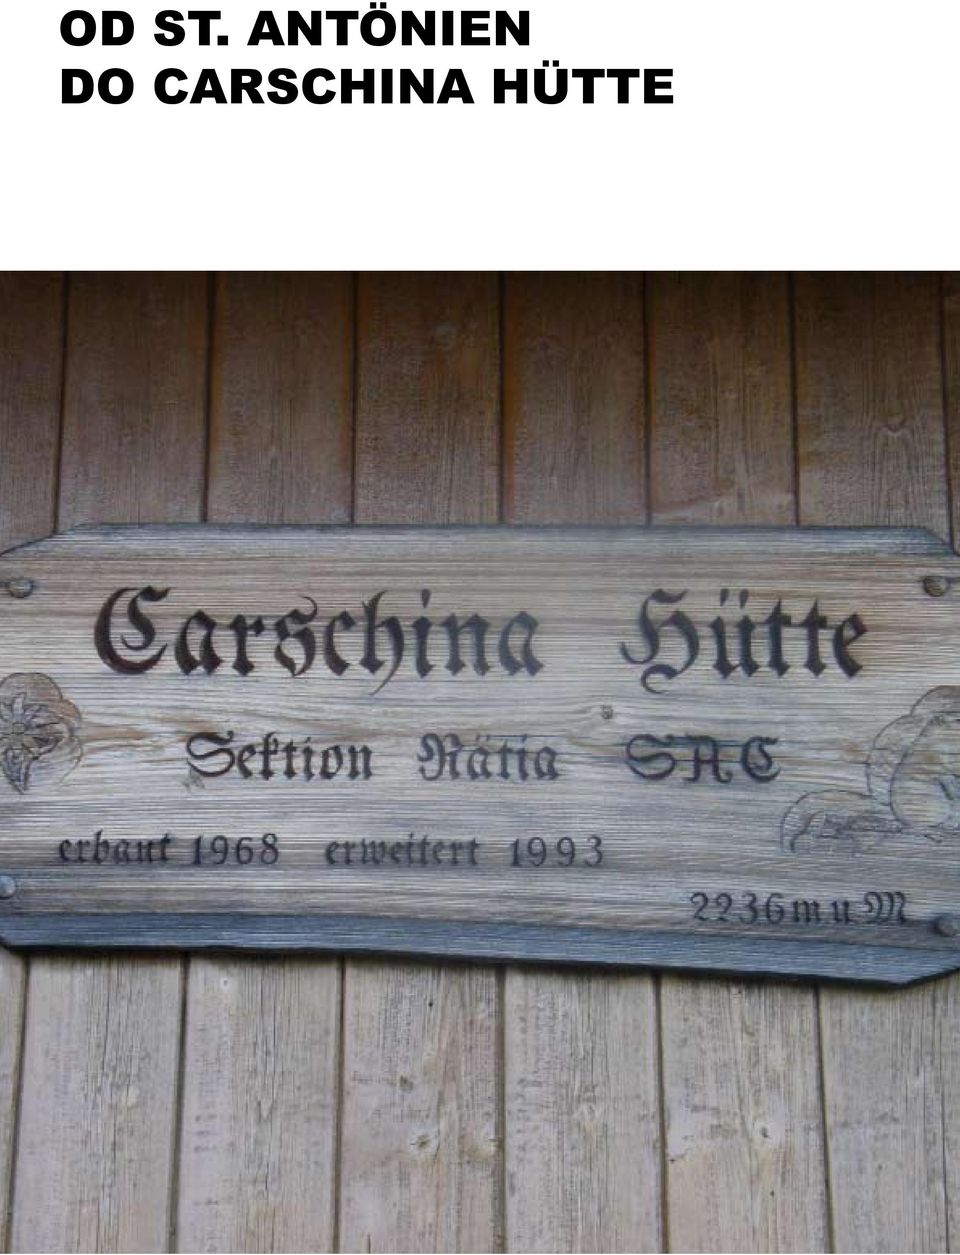 OD ST. ANTÖNIEN
DO CARSCHINA HÜTTE
Carschina Hütte
Sektion Rätia SAC
erbaut 1968 erweitert 1993
2236 m ü M